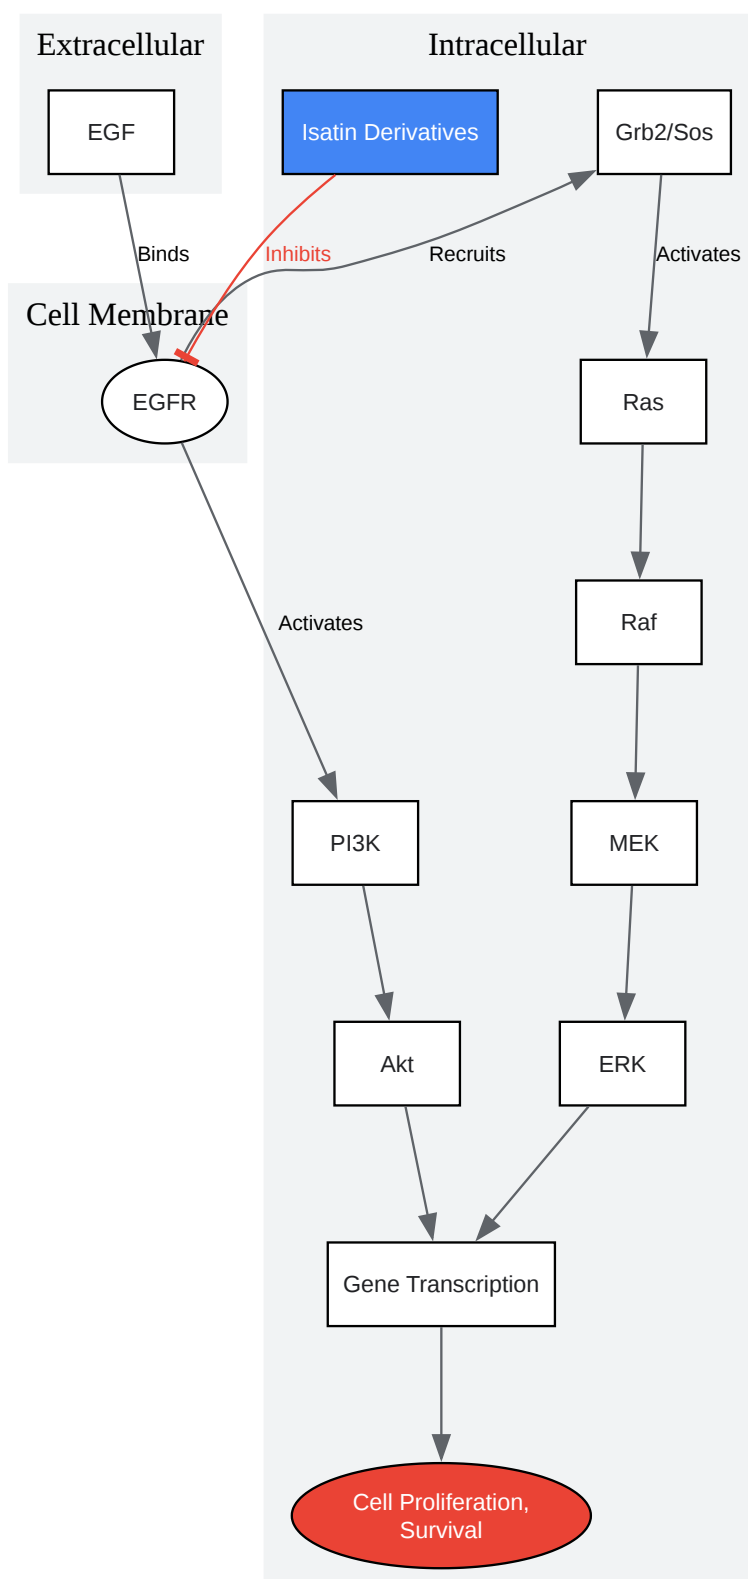 Extracellular
Intracellular
EGF
Isatin Derivatives
Grb2/Sos
Binds
Inhibits
Recruits
Activates
Cell Membrane
EGFR
Ras
Activates
Raf
PI3K
MEK
Akt
ERK
Gene Transcription
Cell Proliferation,
Survival